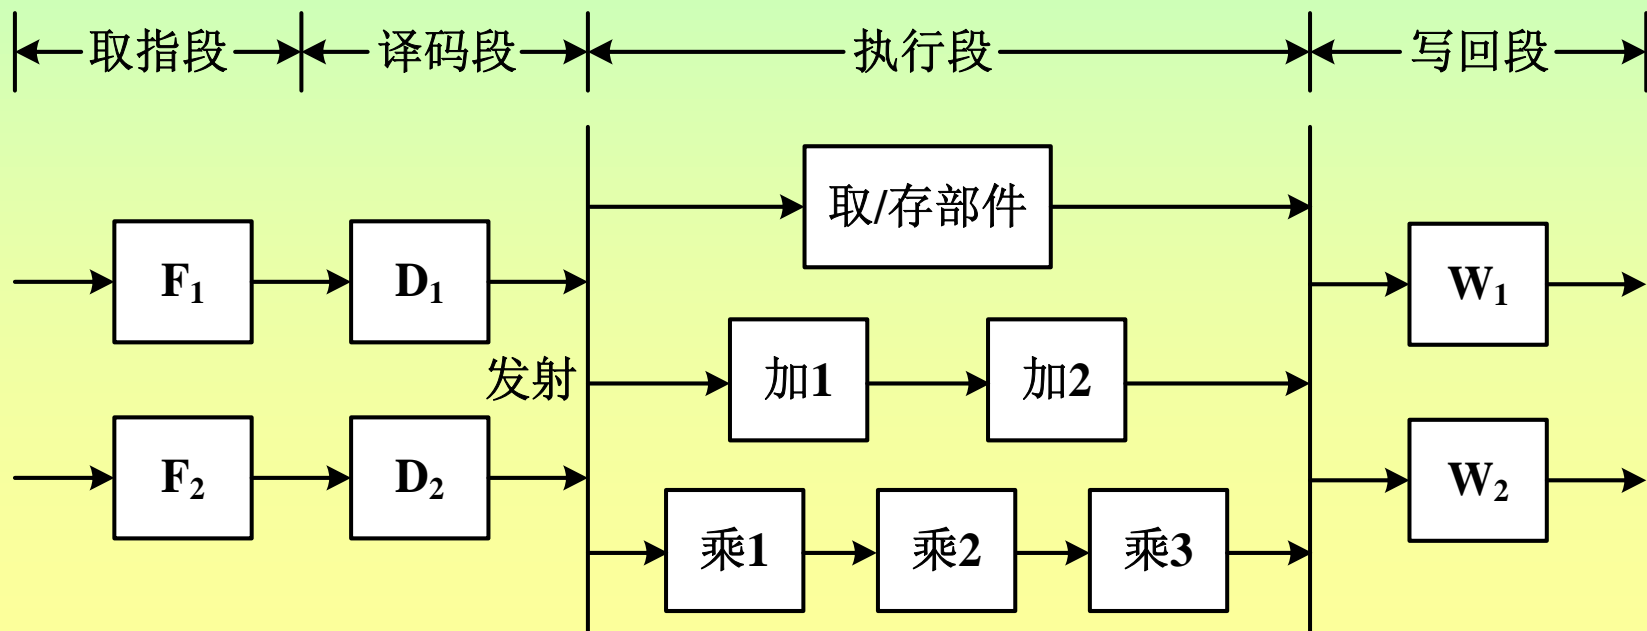 取指段 译码段 执行段 写回段
取/存部件
F₁ D₁ W₁
发射 加1 加2
F₂ D₂ W₂
乘1 乘2 乘3